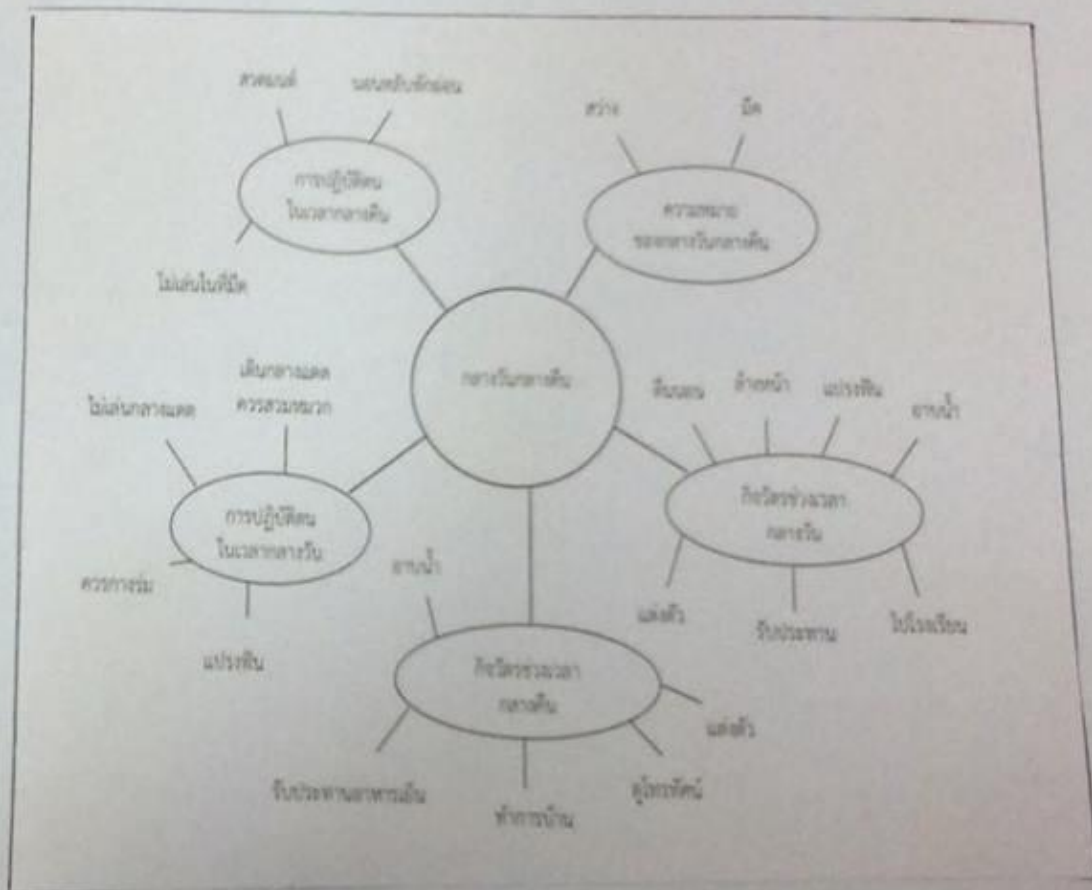 สวดมนต์
นอนหลับพักผ่อน
การปฏิบัติตน
ในเวลากลางคืน
ไม่เล่นในที่มืด
สว่าง
มืด
ความหมาย
ของกลางวันกลางคืน
กลางวันกลางคืน
ไม่เล่นกลางแดด
เดินกลางแดด
ควรสวมหมวก
การปฏิบัติตน
ในเวลากลางวัน
ควรกางร่ม
แปรงฟัน
ตื่นนอน
ล้างหน้า
แปรงฟัน
อาบน้ำ
กิจวัตรช่วงเวลา
กลางวัน
แต่งตัว
รับประทาน
ไปโรงเรียน
อาบน้ำ
กิจวัตรช่วงเวลา
กลางคืน
แต่งตัว
ดูโทรทัศน์
ทำการบ้าน
รับประทานอาหารเย็น